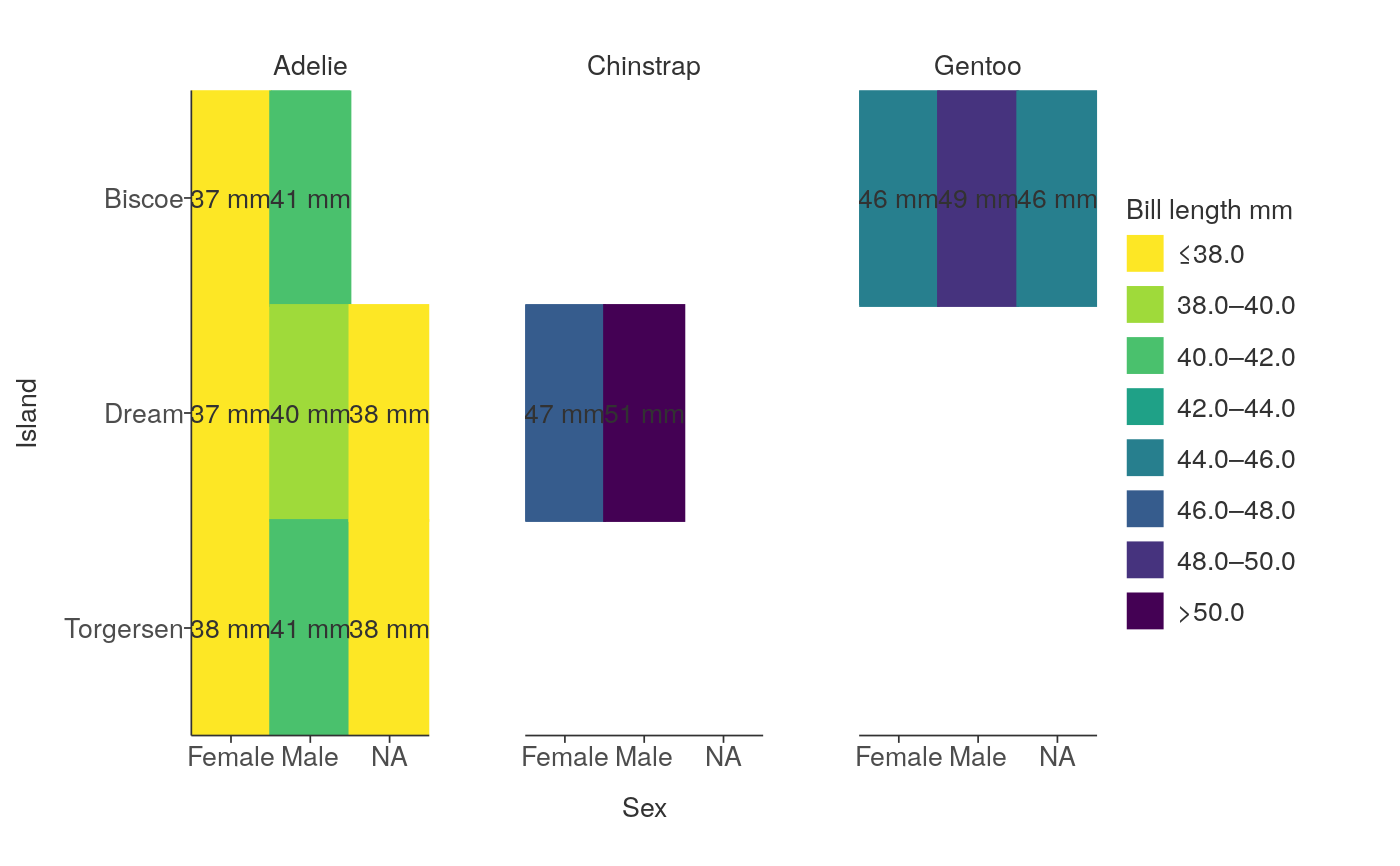 Adelie Chinstrap Gentoo
Biscoe 37 mm 41 mm 46 mm 49 mm 46 mm
Dream 37 mm 40 mm 38 mm 47 mm 51 mm
Torgersen 38 mm 41 mm 38 mm
Female Male NA Female Male NA Female Male NA
Sex
Island
Bill length mm
≤38.0
38.0–40.0
40.0–42.0
42.0–44.0
44.0–46.0
46.0–48.0
48.0–50.0
>50.0